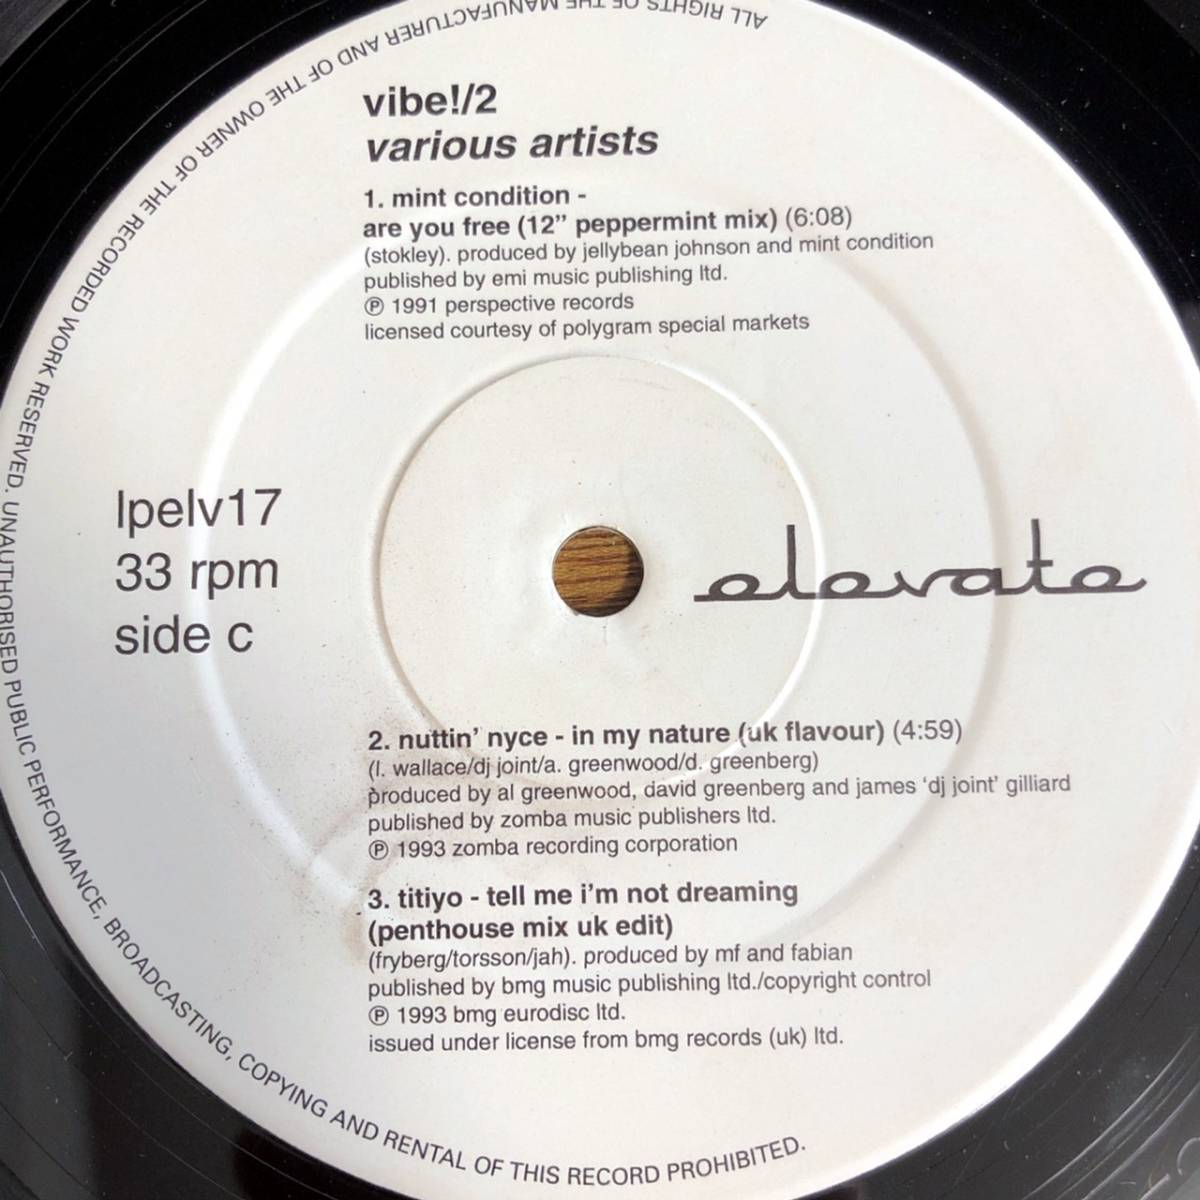 vibe!/2
various artists
1. mint condition -
are you free (12” peppermint mix) (6:08)
(stokley). produced by jellybean johnson and mint condition
published by emi music publishing ltd.
℗ 1991 perspective records
licensed courtesy of polygram special markets
lpelv17
33 rpm
side c
elevate
2. nuttin’ nyce - in my nature (uk flavour) (4:59)
(l. wallace/dj joint/a. greenwood/d. greenberg)
produced by al greenwood, david greenberg and james ‘dj joint’ gilliard
published by zomba music publishers ltd.
℗ 1993 zomba recording corporation
3. titiyo - tell me i’m not dreaming
(penthouse mix uk edit)
(fryberg/torsson/jah). produced by mf and fabian
published by bmg music publishing ltd./copyright control
℗ 1993 bmg eurodisc ltd.
issued under license from bmg records (uk) ltd.
ALL RIGHTS OF THE MANUFACTURER AND OF THE OWNER OF THE RECORDED WORK RESERVED. UNAUTHORISED PUBLIC PERFORMANCE, BROADCASTING, COPYING AND RENTAL OF THIS RECORD PROHIBITED.